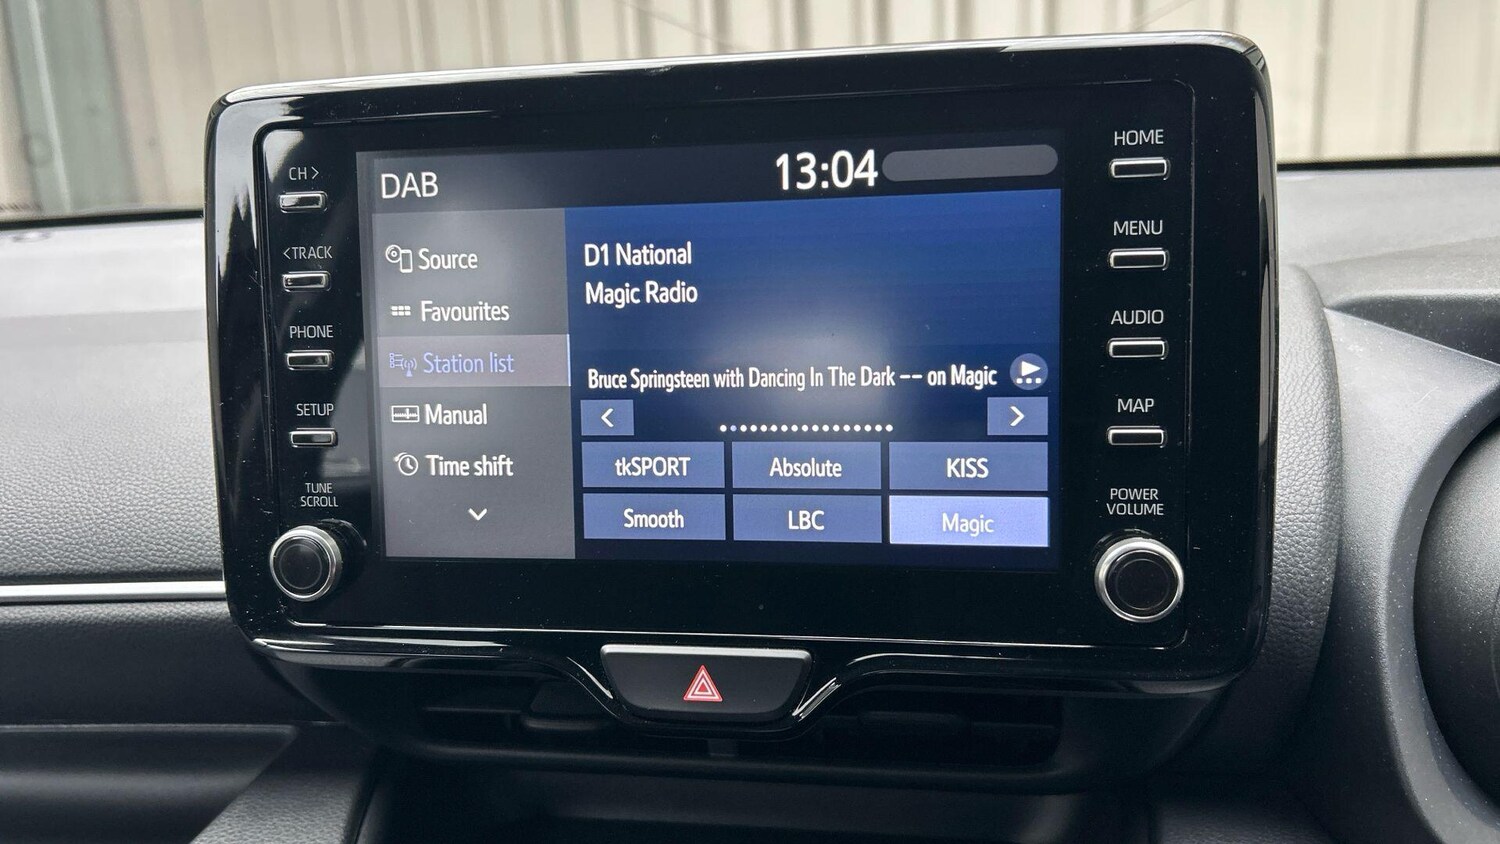 CH >
<TRACK
PHONE
SETUP
TUNE
SCROLL
DAB
13:04
Source
Favourites
Station list
Manual
Time shift
D1 National
Magic Radio
Bruce Springsteen with Dancing In The Dark -- on Magic
<
>
tkSPORT
Absolute
KISS
Smooth
LBC
Magic
HOME
MENU
AUDIO
MAP
POWER
VOLUME